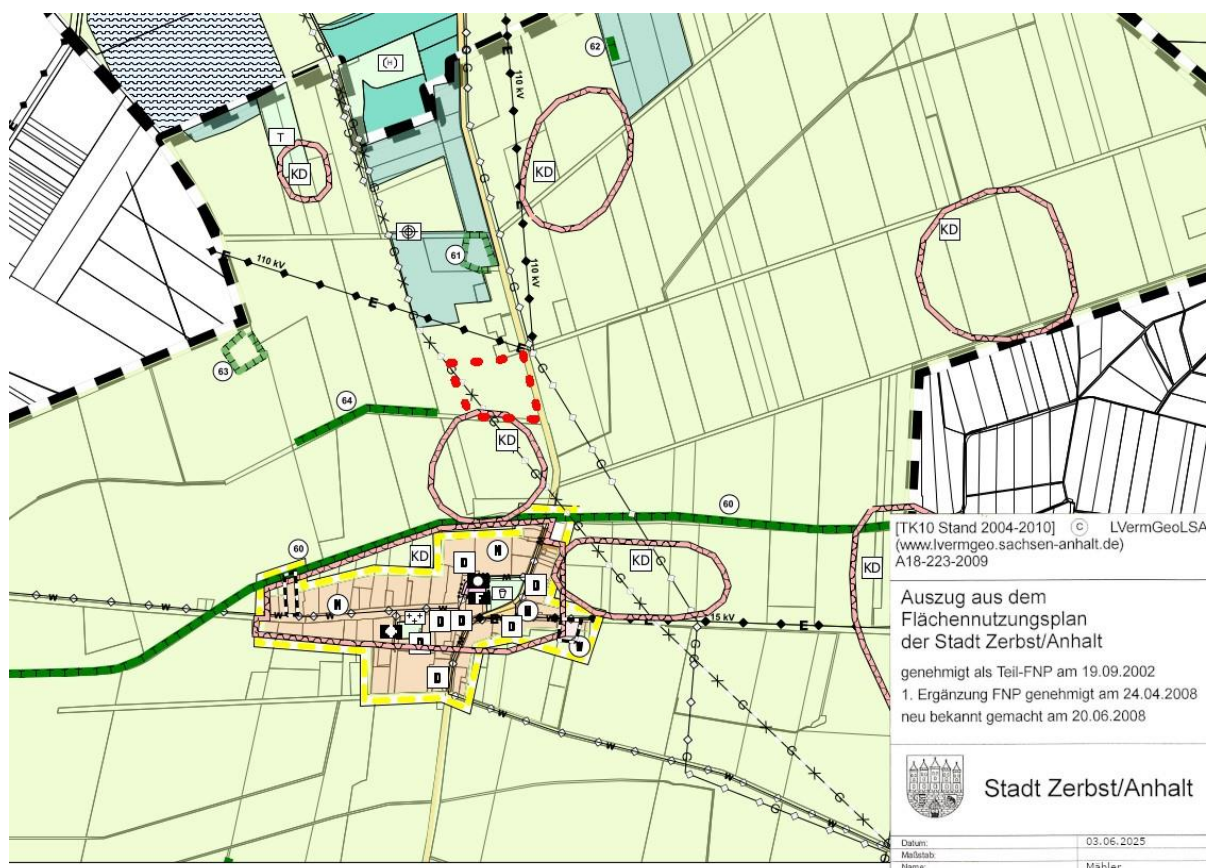 62
(H)
110 kV
E
T
KD
KD
KD
61
110 kV
110 kV
E
63
64
KD
60
60
KD
KD
KD
15 kV
E
[TK10 Stand 2004-2010] © LVermGeoLSA
(www.lvermgeo.sachsen-anhalt.de)
A18-223-2009
Auszug aus dem
Flächennutzungsplan
der Stadt Zerbst/Anhalt
genehmigt als Teil-FNP am 19.09.2002
1. Ergänzung FNP genehmigt am 24.04.2008
neu bekannt gemacht am 20.06.2008
Stadt Zerbst/Anhalt
Datum: 03.06.2025
Maßstab:
Name: Mähler